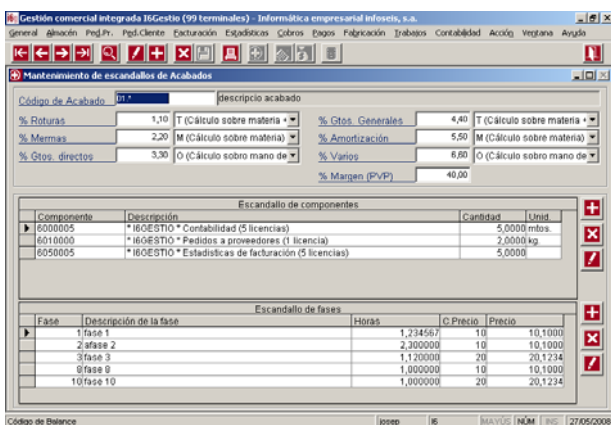 Gestión comercial integrada I6Gestio (99 terminales) - Informática empresarial infoseis, s.a.
General Almacén Ped.Pr. Ped.Cliente Facturación Estadísticas Cobros Pagos Fabricación Trabajos Contabilidad Acción Ventana Ayuda
Mantenimiento de escandallos de Acabados
Código de Acabado 01.* descripcio acabado
% Roturas 1,10 T (Cálculo sobre materia + % Gtos. Generales 4,40 T (Cálculo sobre materia +
% Mermas 2,20 M (Cálculo sobre materia) % Amortización 5,50 M (Cálculo sobre materia)
% Gtos. directos 3,30 O (Cálculo sobro mano de % Varios 6,60 O (Cálculo sobro mano de
% Margen (PVP) 40,00
Escandallo de componentes
Componente Descripción Cantidad Unid.
6000005 * I6GESTIO * Contabilidad (5 licencias) 5,0000 mtos.
6010000 * I6GESTIO * Pedidos a proveedores (1 licencia) 2,0000 kg.
6050005 * I6GESTIO * Estadisticas de facturación (5 licencias) 5,0000
Escandallo de fases
Fase Descripción de la fase Horas C.Precio Precio
1 fase 1 1,234567 10 10,1000
2 afase 2 2,300000 10 10,1000
3 fase 3 1,120000 20 20,1234
9 fase 9 1,000000 10 10,1000
10 fase 10 1,000000 20 20,1234
Código de Balance josep I6 MAYÚS NÚM INS 27/05/2008